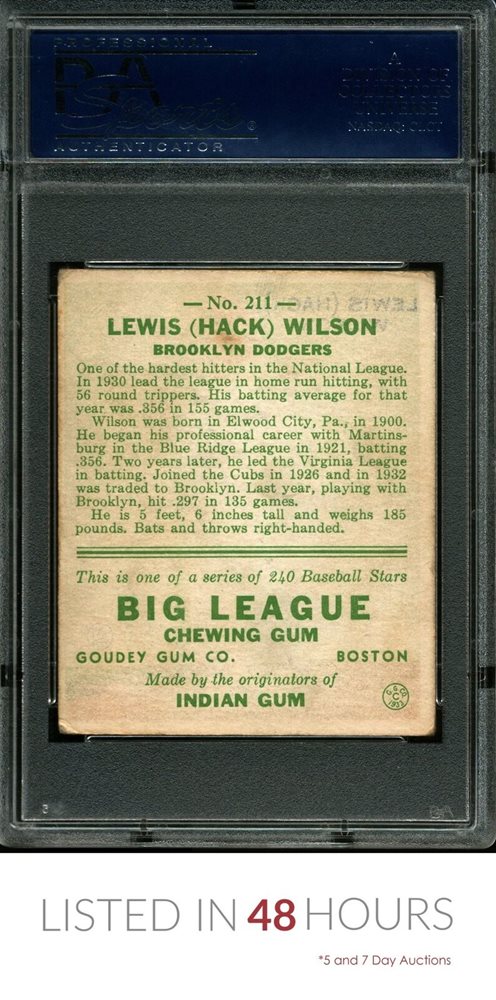 PROFESSIONAL
PSA
Sports ®
AUTHENTICATOR
A
DIVISION OF
COLLECTORS
UNIVERSE
NASDAQ: CLCT
— No. 211 —
LEWIS (HACK) WILSON
BROOKLYN DODGERS
One of the hardest hitters in the National League.
In 1930 lead the league in home run hitting, with
56 round trippers. His batting average for that
year was .356 in 155 games.
Wilson was born in Elwood City, Pa., in 1900.
He began his professional career with Martins-
burg in the Blue Ridge League in 1921, batting
.356. Two years later, he led the Virginia League
in batting. Joined the Cubs in 1926 and in 1932
was traded to Brooklyn. Last year, playing with
Brooklyn, hit .297 in 135 games.
He is 5 feet, 6 inches tall and weighs 185
pounds. Bats and throws right-handed.
This is one of a series of 240 Baseball Stars
BIG LEAGUE
CHEWING GUM
GOUDEY GUM CO. BOSTON
Made by the originators of
INDIAN GUM
LISTED IN 48 HOURS
*5 and 7 Day Auctions